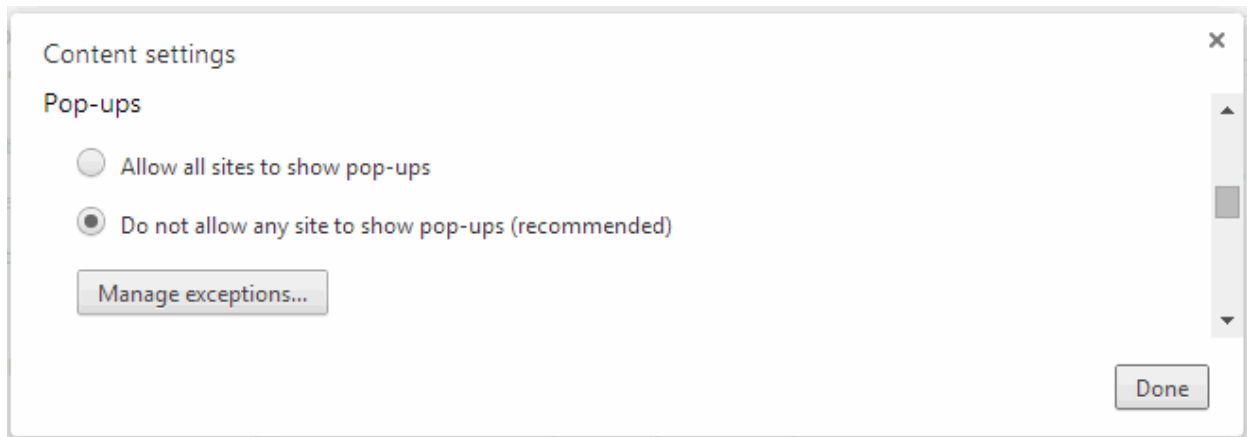 Content settings
Pop-ups
Allow all sites to show pop-ups
Do not allow any site to show pop-ups (recommended)
Manage exceptions...
Done